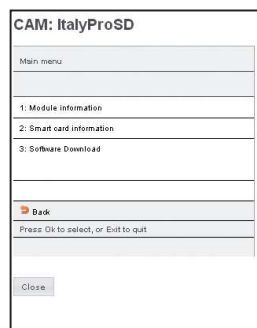 CAM: ItalyProSD
Main menu
1: Module information
2: Smart card information
3: Software Download
Back
Press Ok to select, or Exit to quit
Close